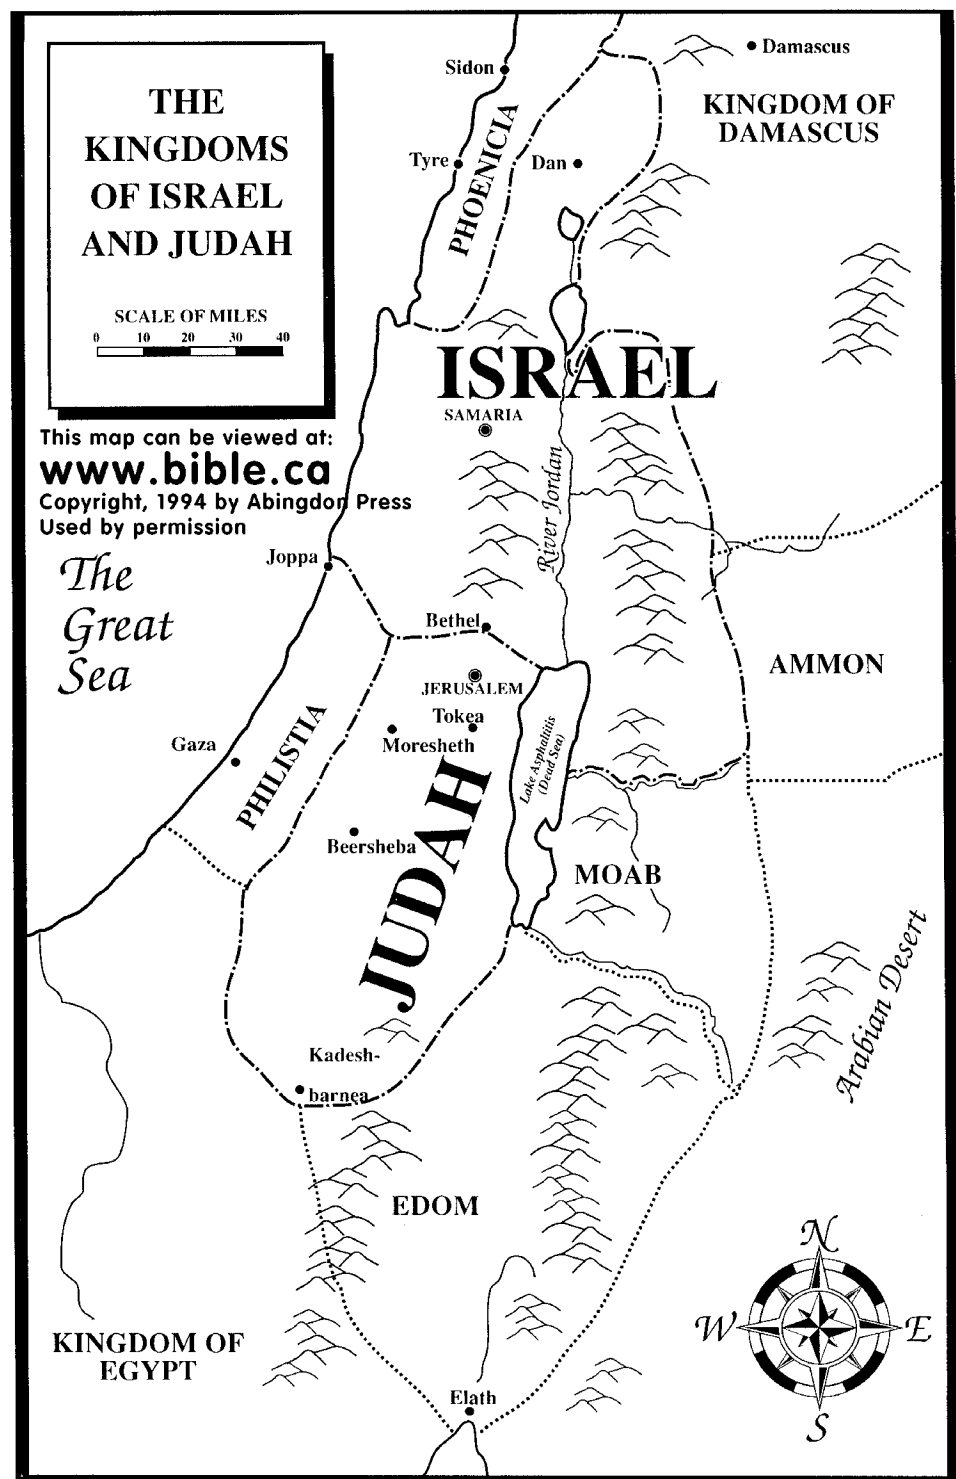 THE
KINGDOMS
OF ISRAEL
AND JUDAH
SCALE OF MILES
0 10 20 30 40
This map can be viewed at:
www.bible.ca
Copyright, 1994 by Abingdon Press
Used by permission
Damascus
Sidon
KINGDOM OF
DAMASCUS
Tyre
Dan
PHOENICIA
ISRAEL
SAMARIA
River Jordan
Joppa
The
Great
Sea
Bethel
AMMON
JERUSALEM
Tokea
Moresheth
Gaza
PHILISTIA
Lake Asphaltitis
(Dead Sea)
Beersheba
JUDAH
MOAB
Arabian Desert
Kadesh-
barnea
EDOM
KINGDOM OF
EGYPT
Elath
N
W E
S